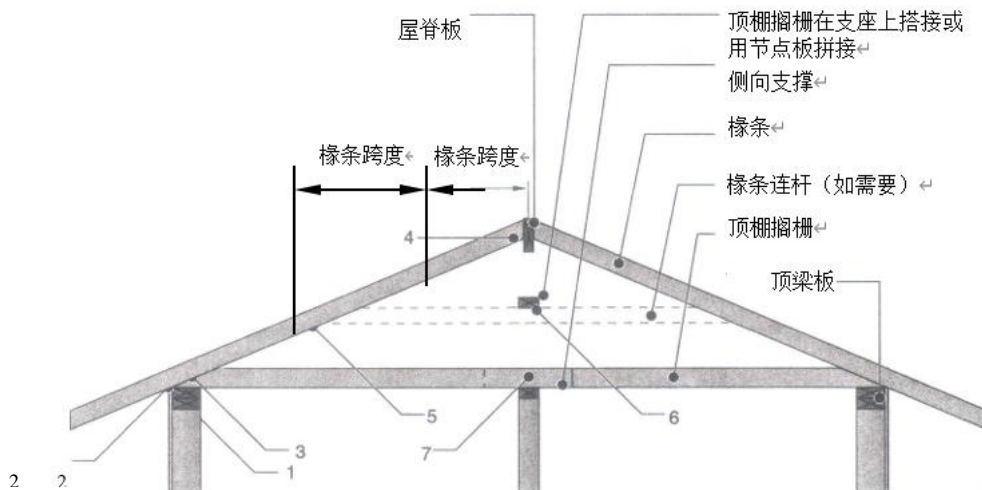 屋脊板
顶棚搁栅在支座上搭接或
用节点板拼接↵
侧向支撑↵
椽条↵
椽条跨度↵ 椽条跨度↵
椽条连杆（如需要）↵
顶棚搁栅↵
4
顶梁板
5
6
3
7
1
2 2